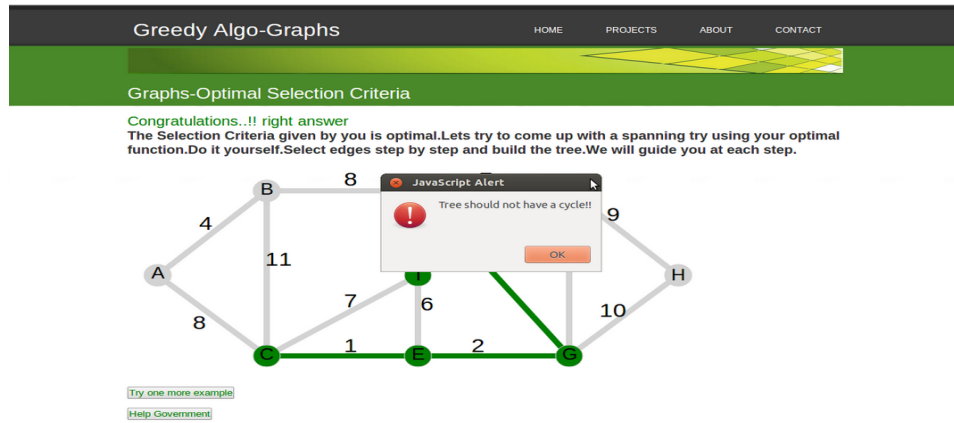 Greedy Algo-Graphs
HOME PROJECTS ABOUT CONTACT
Graphs-Optimal Selection Criteria
Congratulations..!! right answer
The Selection Criteria given by you is optimal.Lets try to come up with a spanning try using your optimal
function.Do it yourself.Select edges step by step and build the tree.We will guide you at each step.
8
JavaScript Alert
B
Tree should not have a cycle!!
9
4
OK
11
A
H
7
6
10
8
1
2
C
E
G
Try one more example
Help Government